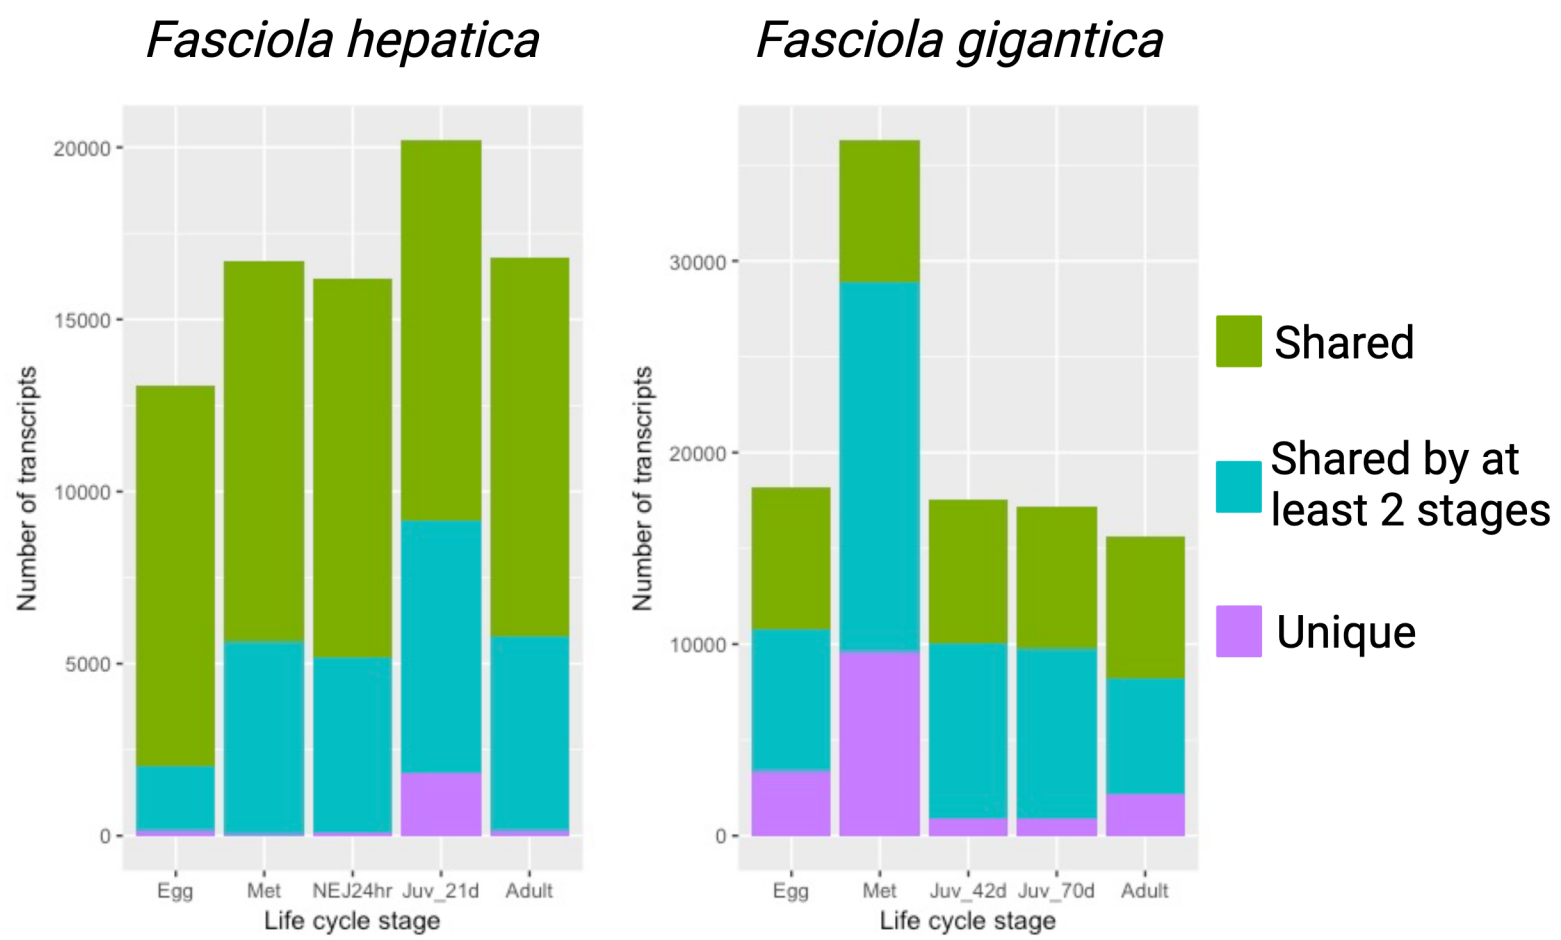 Fasciola hepatica
Number of transcripts
20000
15000
10000
5000
0
Egg Met NEJ24hr Juv_21d Adult
Life cycle stage
Fasciola gigantica
Number of transcripts
30000
20000
10000
0
Egg Met Juv_42d Juv_70d Adult
Life cycle stage
Shared
Shared by at
least 2 stages
Unique